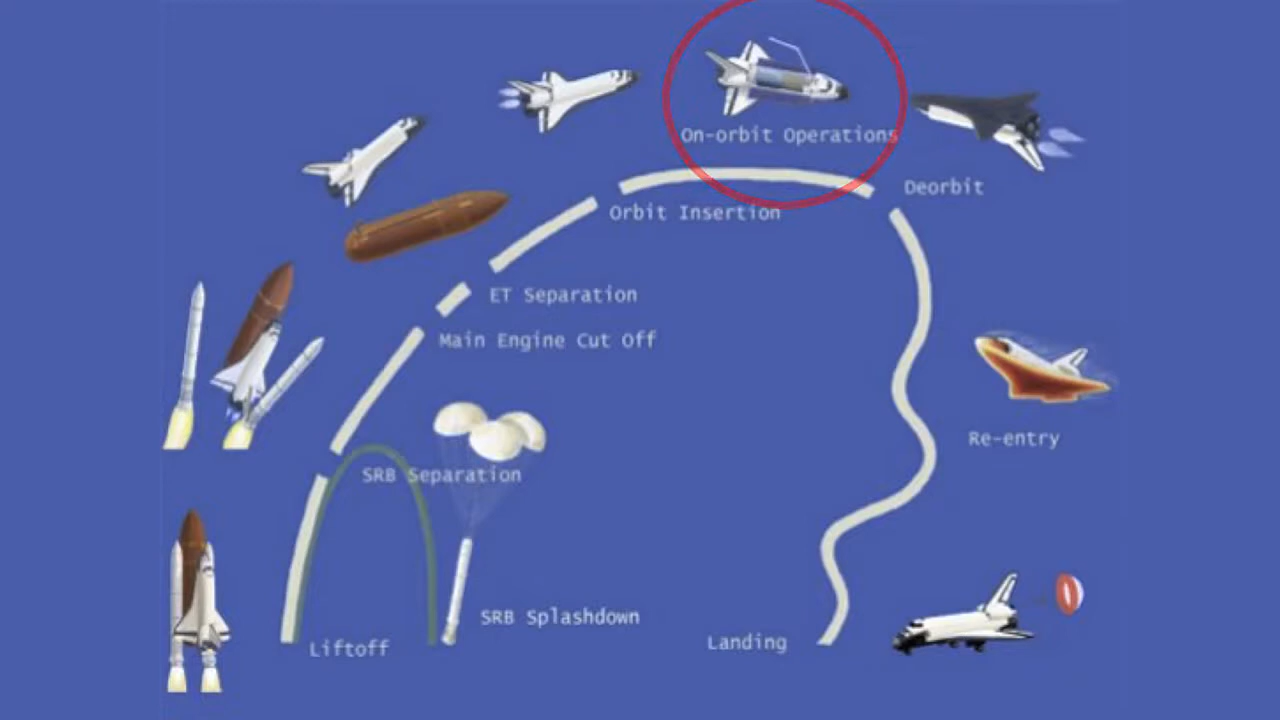 On-orbit Operations
Deorbit
Orbit Insertion
ET Separation
Main Engine Cut Off
Re-entry
SRB Separation
SRB Splashdown
Liftoff
Landing